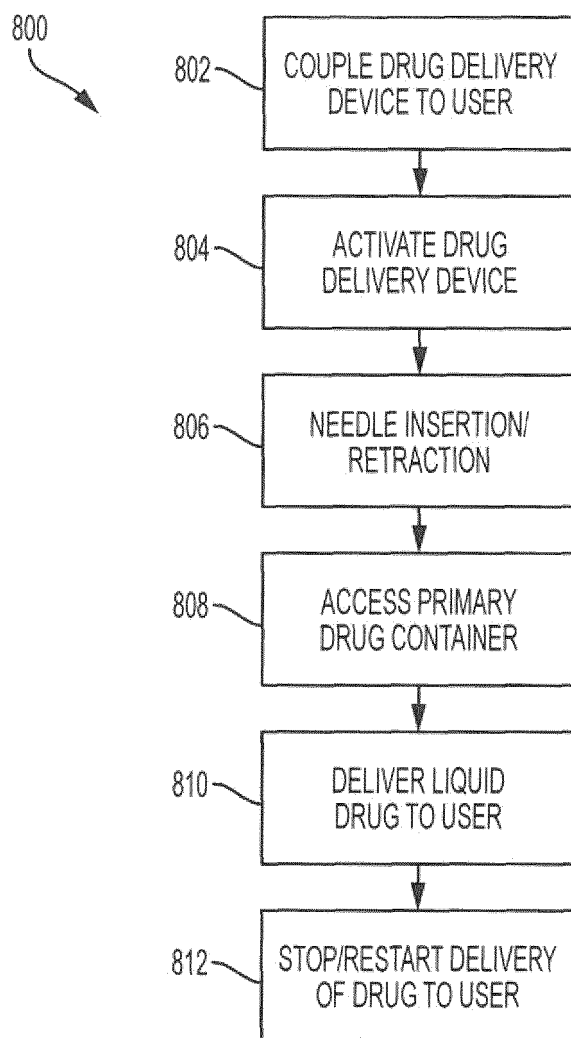 800
802
COUPLE DRUG DELIVERY
DEVICE TO USER
804
ACTIVATE DRUG
DELIVERY DEVICE
806
NEEDLE INSERTION/
RETRACTION
808
ACCESS PRIMARY
DRUG CONTAINER
810
DELIVER LIQUID
DRUG TO USER
812
STOP/RESTART DELIVERY
OF DRUG TO USER